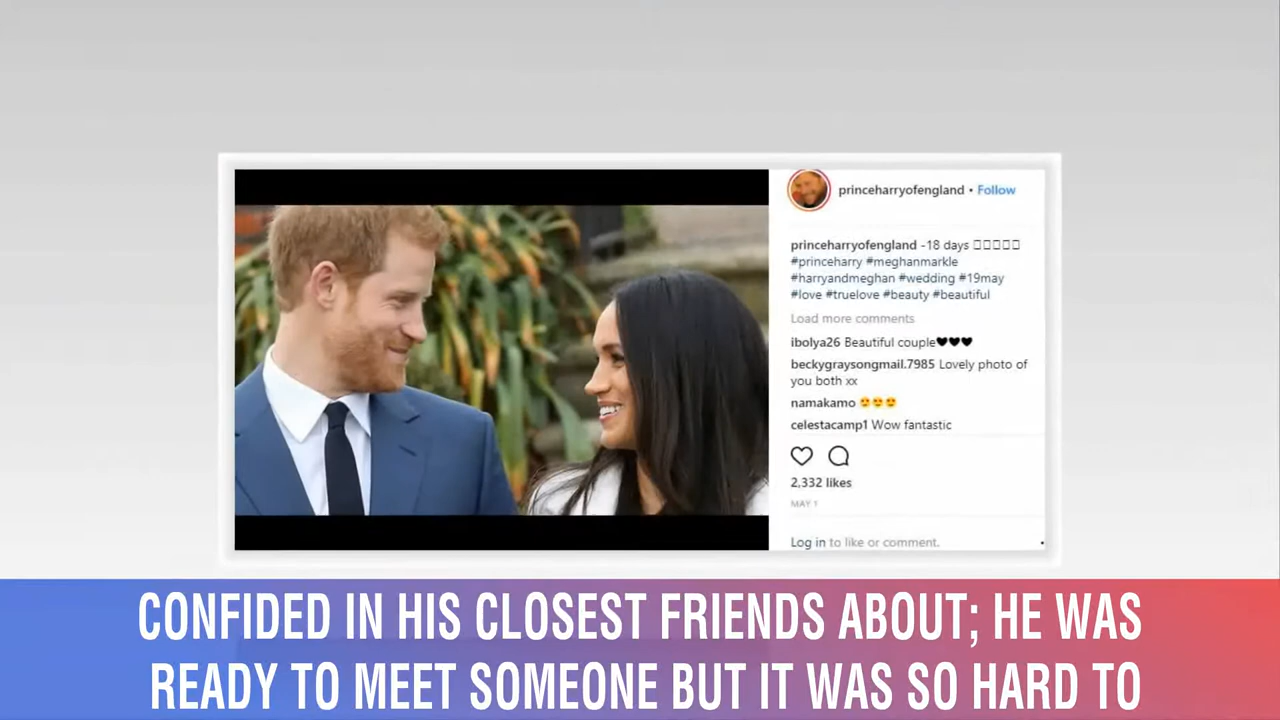 princeharryofengland • Follow
princeharryofengland -18 days
#princeharry #meghanmarkle
#harryandmeghan #wedding #19may
#love #truelove #beauty #beautiful
Load more comments
ibolya26 Beautiful couple🖤🖤🖤
beckygraysongmail.7985 Lovely photo of
you both xx
namakamo 😍😍😍
celestacamp1 Wow fantastic
2,332 likes
MAY 1
Log in to like or comment.
CONFIDED IN HIS CLOSEST FRIENDS ABOUT; HE WAS
READY TO MEET SOMEONE BUT IT WAS SO HARD TO